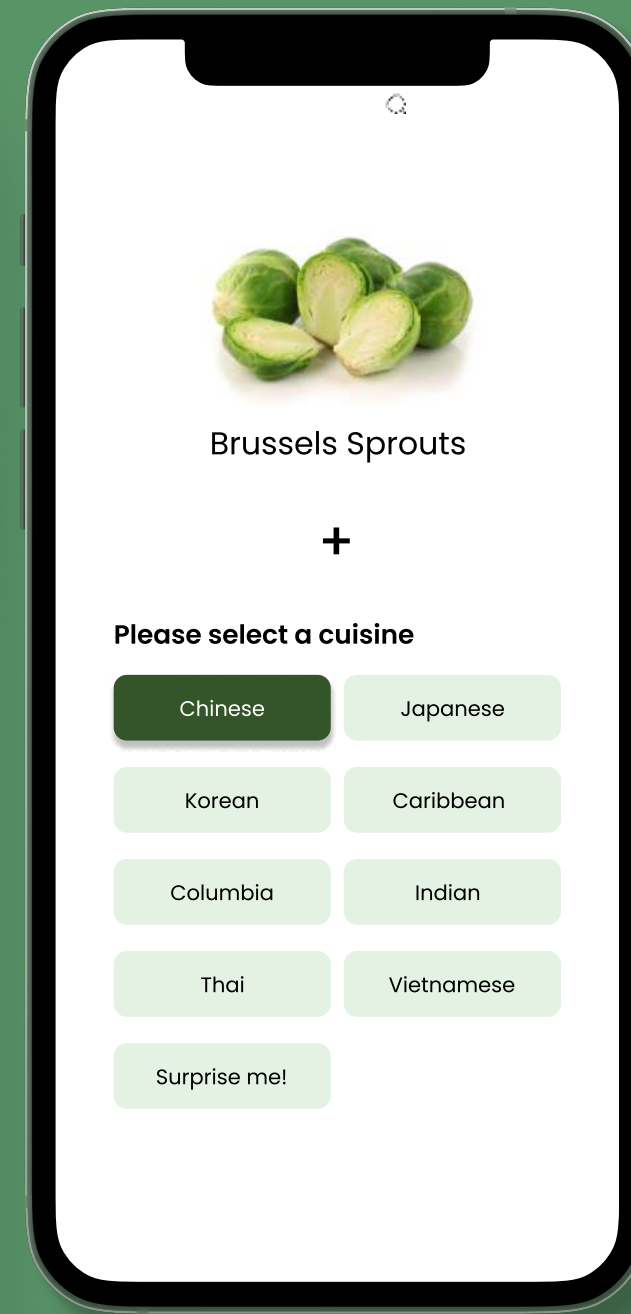 Brussels Sprouts
+
Please select a cuisine
Chinese
Japanese
Korean
Caribbean
Columbia
Indian
Thai
Vietnamese
Surprise me!